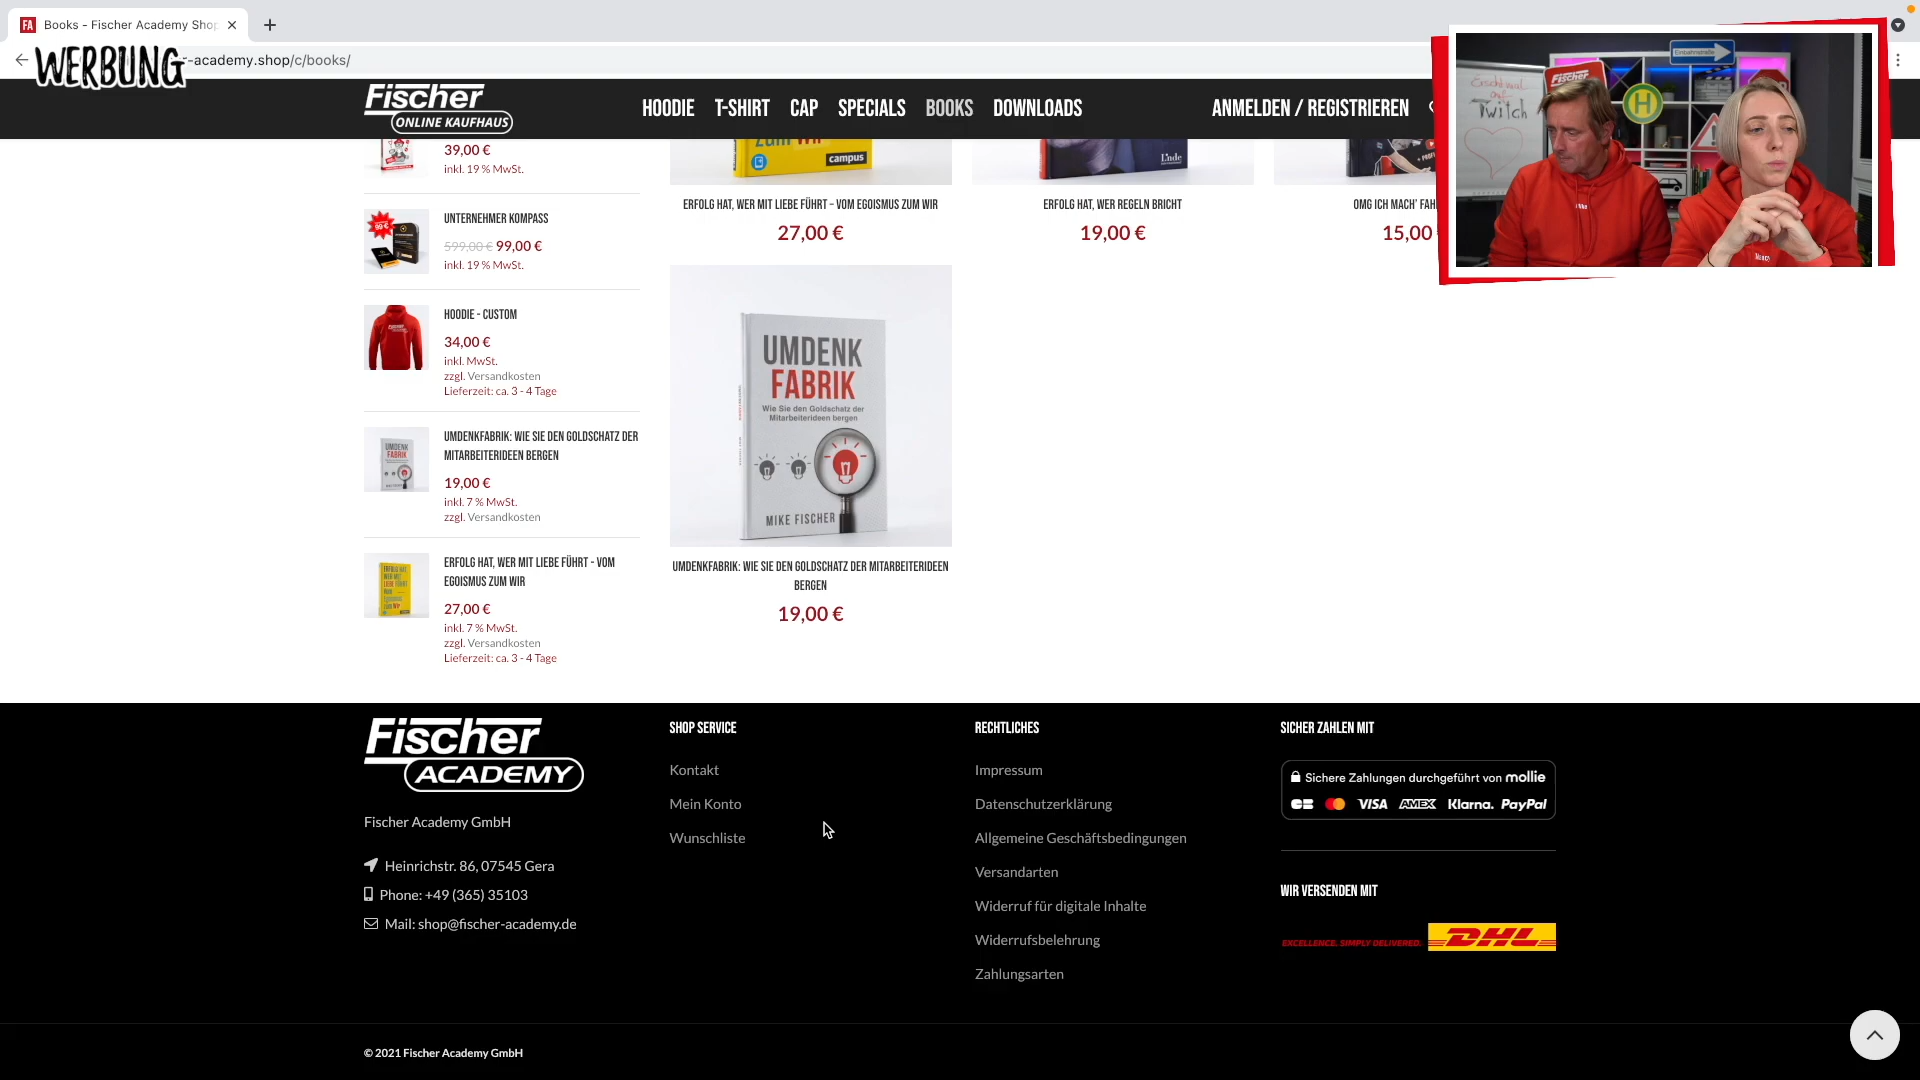 Books – Fischer Academy Shop
WERBUNG
-academy.shop/c/books/
Fischer
ONLINE KAUFHAUS
HOODIE
T-SHIRT
CAP
SPECIALS
BOOKS
DOWNLOADS
ANMELDEN / REGISTRIEREN
Einbahnstraße
Fischer
Twitch
H
39,00 €
inkl. 19 % MwSt.
99 €
UNTERNEHMER KOMPASS
599,00 € 99,00 €
inkl. 19 % MwSt.
HOODIE - CUSTOM
34,00 €
inkl. MwSt.
zzgl. Versandkosten
Lieferzeit: ca. 3 - 4 Tage
UMDENKFABRIK: WIE SIE DEN GOLDSCHATZ DER
MITARBEITERIDEEN BERGEN
19,00 €
inkl. 7 % MwSt.
zzgl. Versandkosten
ERFOLG HAT, WER MIT LIEBE FÜHRT - VOM
EGOISMUS ZUM WIR
27,00 €
inkl. 7 % MwSt.
zzgl. Versandkosten
Lieferzeit: ca. 3 - 4 Tage
zum Wir
campus
Linde
ERFOLG HAT, WER MIT LIEBE FÜHRT – VOM EGOISMUS ZUM WIR
27,00 €
ERFOLG HAT, WER REGELN BRICHT
19,00 €
OMG ICH MACH' FAH
15,00
UMDENK
FABRIK
Wie Sie den Goldschatz der
Mitarbeiterideen bergen
MIKE FISCHER
UMDENKFABRIK: WIE SIE DEN GOLDSCHATZ DER MITARBEITERIDEEN
BERGEN
19,00 €
Fischer
ACADEMY
Fischer Academy GmbH
Heinrichstr. 86, 07545 Gera
Phone: +49 (365) 35103
Mail: shop@fischer-academy.de
SHOP SERVICE
Kontakt
Mein Konto
Wunschliste
RECHTLICHES
Impressum
Datenschutzerklärung
Allgemeine Geschäftsbedingungen
Versandarten
Widerruf für digitale Inhalte
Widerrufsbelehrung
Zahlungsarten
SICHER ZAHLEN MIT
Sichere Zahlungen durchgeführt von mollie
VISA AMEX Klarna. PayPal
WIR VERSENDEN MIT
EXCELLENCE. SIMPLY DELIVERED.
DHL
© 2021 Fischer Academy GmbH